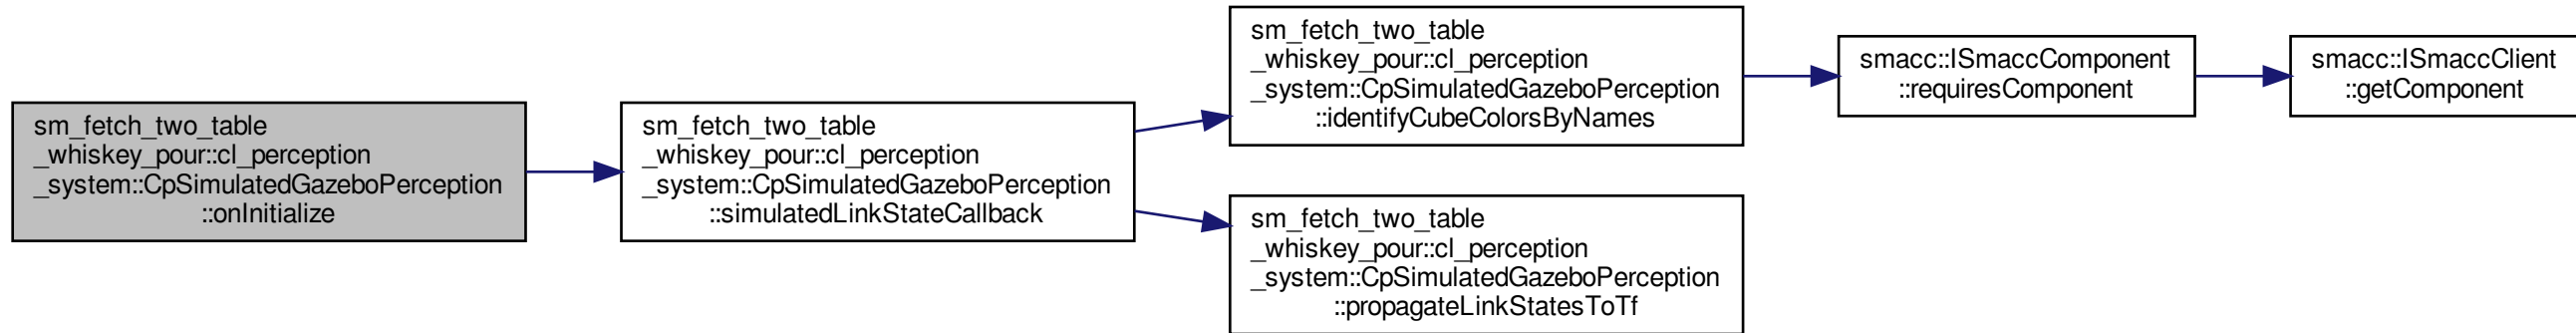 sm_fetch_two_table
_whiskey_pour::cl_perception
_system::CpSimulatedGazeboPerception
::onInitialize
sm_fetch_two_table
_whiskey_pour::cl_perception
_system::CpSimulatedGazeboPerception
::simulatedLinkStateCallback
sm_fetch_two_table
_whiskey_pour::cl_perception
_system::CpSimulatedGazeboPerception
::identifyCubeColorsByNames
smacc::ISmaccComponent
::requiresComponent
smacc::ISmaccClient
::getComponent
sm_fetch_two_table
_whiskey_pour::cl_perception
_system::CpSimulatedGazeboPerception
::propagateLinkStatesToTf